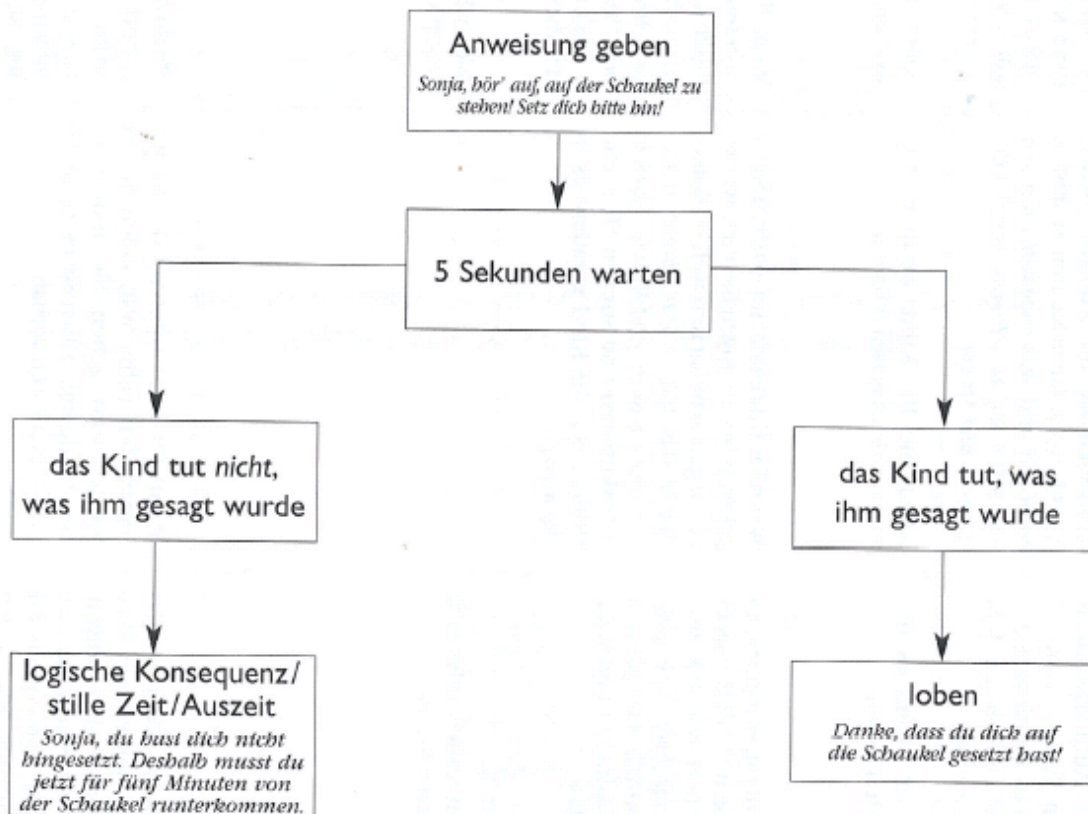 Anweisung geben
Sonja, hör' auf, auf der Schaukel zu
stehen! Setz dich bitte hin!
5 Sekunden warten
das Kind tut nicht,
was ihm gesagt wurde
das Kind tut, was
ihm gesagt wurde
logische Konsequenz/
stille Zeit/Auszeit
Sonja, du hast dich nicht
hingesetzt. Deshalb musst du
jetzt für fünf Minuten von
der Schaukel runterkommen.
loben
Danke, dass du dich auf
die Schaukel gesetzt hast!